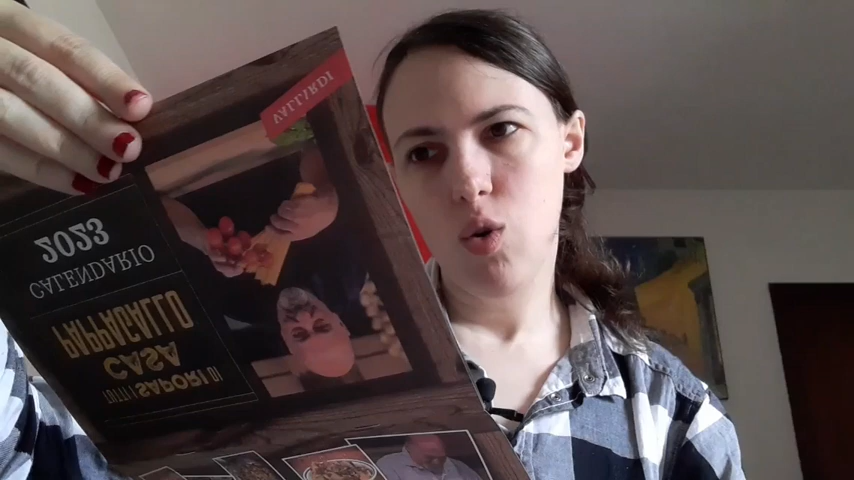 TUTTI I SAPORI DI
CASA
PAPPAGALLO
CALENDARIO
2023
VALLARDI